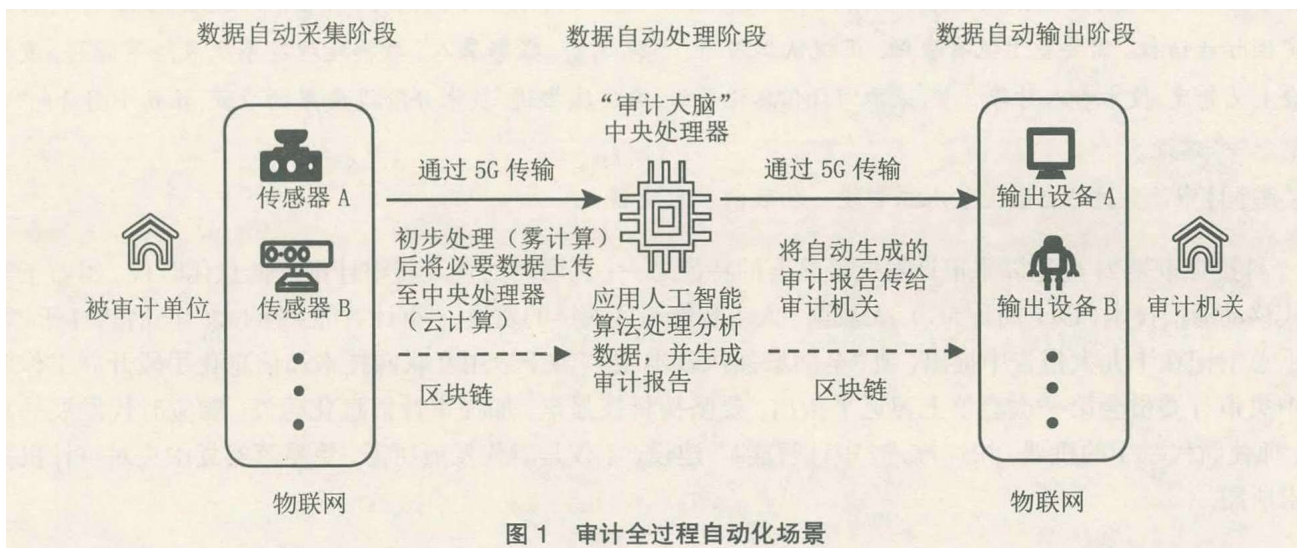 数据自动采集阶段
数据自动处理阶段
数据自动输出阶段
“审计大脑”
中央处理器
通过 5G 传输
通过 5G 传输
传感器 A
传感器 B
被审计单位
初步处理（雾计算）
后将必要数据上传
至中央处理器
（云计算）
区块链
应用人工智能
算法处理分析
数据，并生成
审计报告
将自动生成的
审计报告传给
审计机关
区块链
输出设备 A
输出设备 B
审计机关
物联网
物联网
图 1 审计全过程自动化场景